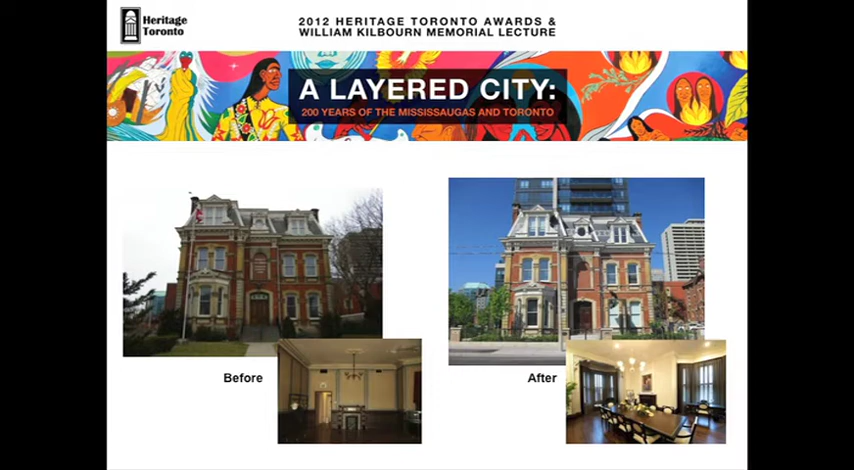 Heritage
Toronto
2012 HERITAGE TORONTO AWARDS &
WILLIAM KILBOURN MEMORIAL LECTURE
A LAYERED CITY:
200 YEARS OF THE MISSISSAUGAS AND TORONTO
Before
After